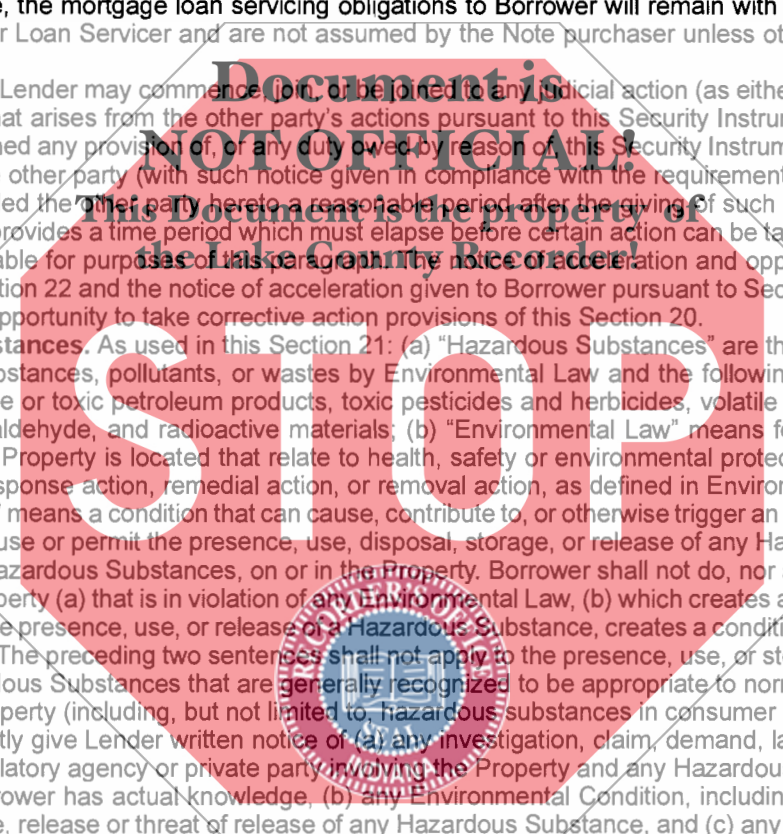 e, the mortgage loan servicing obligations to Borrower will remain with
r Loan Servicer and are not assumed by the Note purchaser unless ot
Document is
Lender may commence, join, or be joined to any judicial action (as eithe
at arises from the other party's actions pursuant to this Security Instrum
NOT OFFICIAL!
ned any provision of, or any duty owed by reason of, this Security Instrum
other party (with such notice given in compliance with the requirement
This Document is the property of
ed the other party hereto a reasonable period after the giving of such
provides a time period which must elapse before certain action can be ta
the Lake County Recorder!
able for purposes of this paragraph. The notice of acceleration and opp
tion 22 and the notice of acceleration given to Borrower pursuant to Sec
pportunity to take corrective action provisions of this Section 20.
STOP
stances. As used in this Section 21: (a) “Hazardous Substances” are th
bstances, pollutants, or wastes by Environmental Law and the followin
e or toxic petroleum products, toxic pesticides and herbicides, volatile
aldehyde, and radioactive materials; (b) “Environmental Law” means f
Property is located that relate to health, safety or environmental protec
sponse action, remedial action, or removal action, as defined in Environ
” means a condition that can cause, contribute to, or otherwise trigger an
use or permit the presence, use, disposal, storage, or release of any Ha
azardous Substances, on or in the Property. Borrower shall not do, nor
perty (a) that is in violation of any Environmental Law, (b) which creates a
e presence, use, or release of a Hazardous Substance, creates a conditi
The preceding two sentences shall not apply to the presence, use, or sto
ous Substances that are generally recognized to be appropriate to norm
perty (including, but not limited to, hazardous substances in consumer
SEAL
INDIANA
tly give Lender written notice of (a) any investigation, claim, demand, la
ulatory agency or private party involving the Property and any Hazardou
rower has actual knowledge, (b) any Environmental Condition, includin
e, release or threat of release of any Hazardous Substance, and (c) any